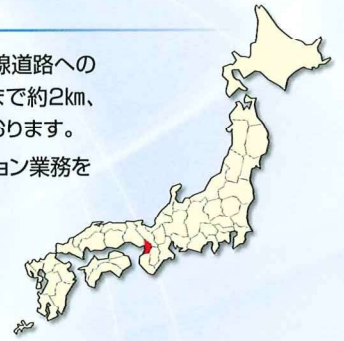 線道路への
まで約2km、
おります。
ション業務を